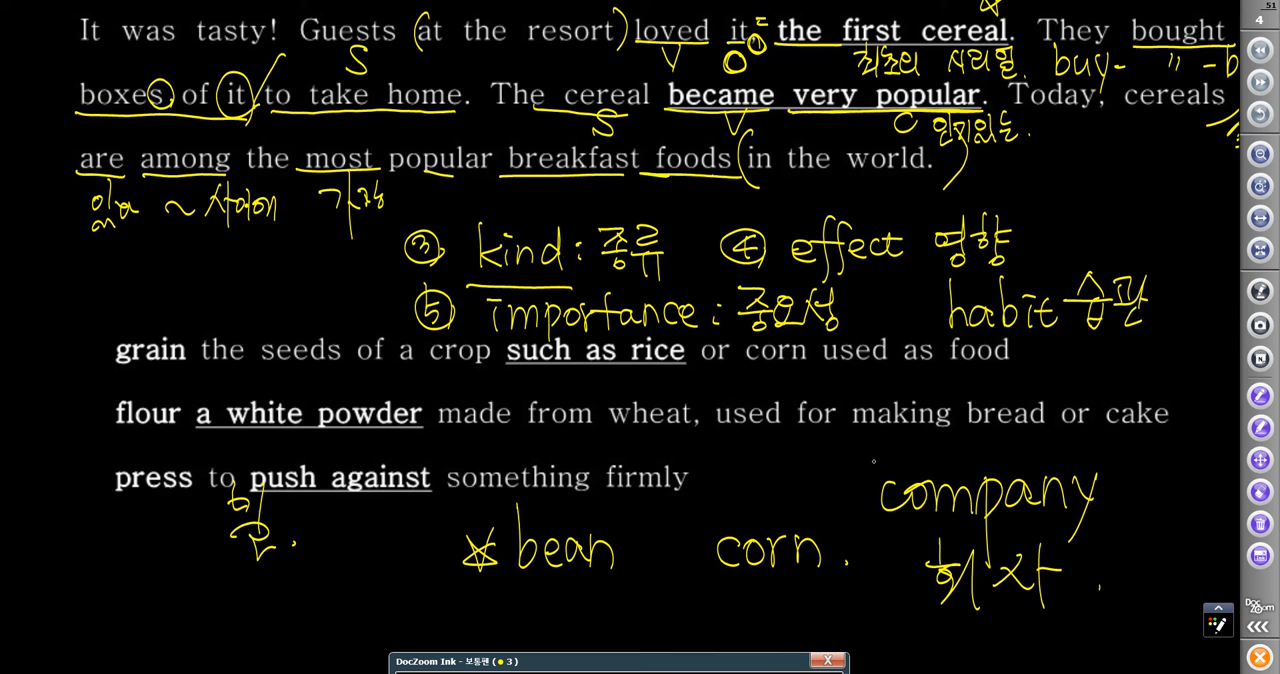 It was tasty! Guests (at the resort) loved it, the first cereal. They bought
S V O 최초의 시리얼. buy - " - b
boxes of it / to take home. The cereal became very popular. Today, cereals
S V C 인기있는.
are among the most popular breakfast foods (in the world.)
있다 ~사이에 가장
③ kind : 종류 ④ effect 영향
⑤ importance : 중요성 habit 습관
grain the seeds of a crop such as rice or corn used as food
flour a white powder made from wheat, used for making bread or cake
press to push against something firmly
company
☆ bean corn. 회사.
DocZoom Ink - 보통펜 ( 3 )
X
51
4
Doc
Zoom